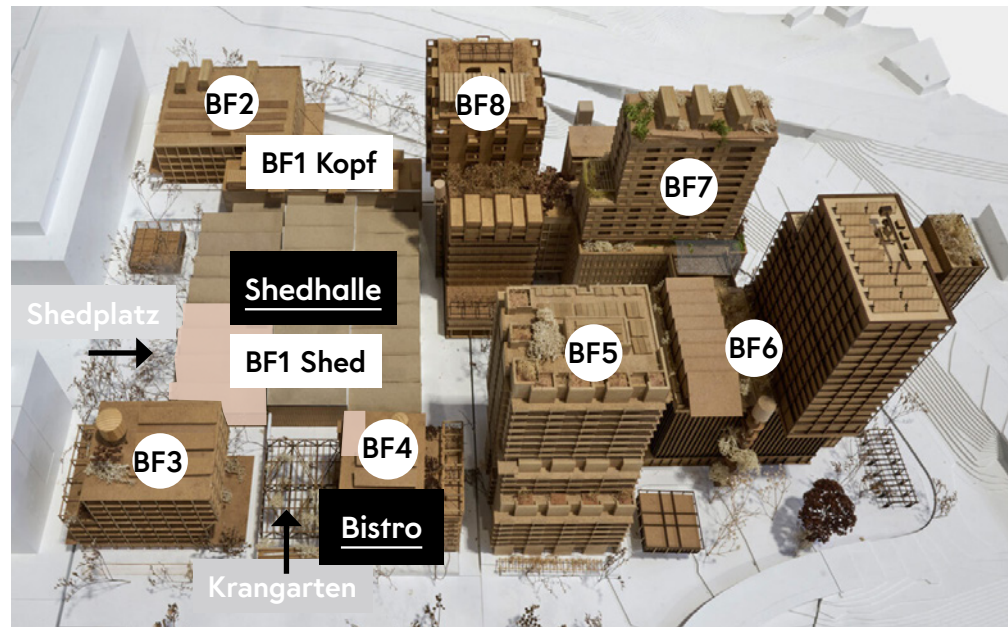 BF2
BF8
BF1 Kopf
BF7
Shedhalle
Shedplatz
BF1 Shed
BF5
BF6
BF3
BF4
Bistro
Krangarten